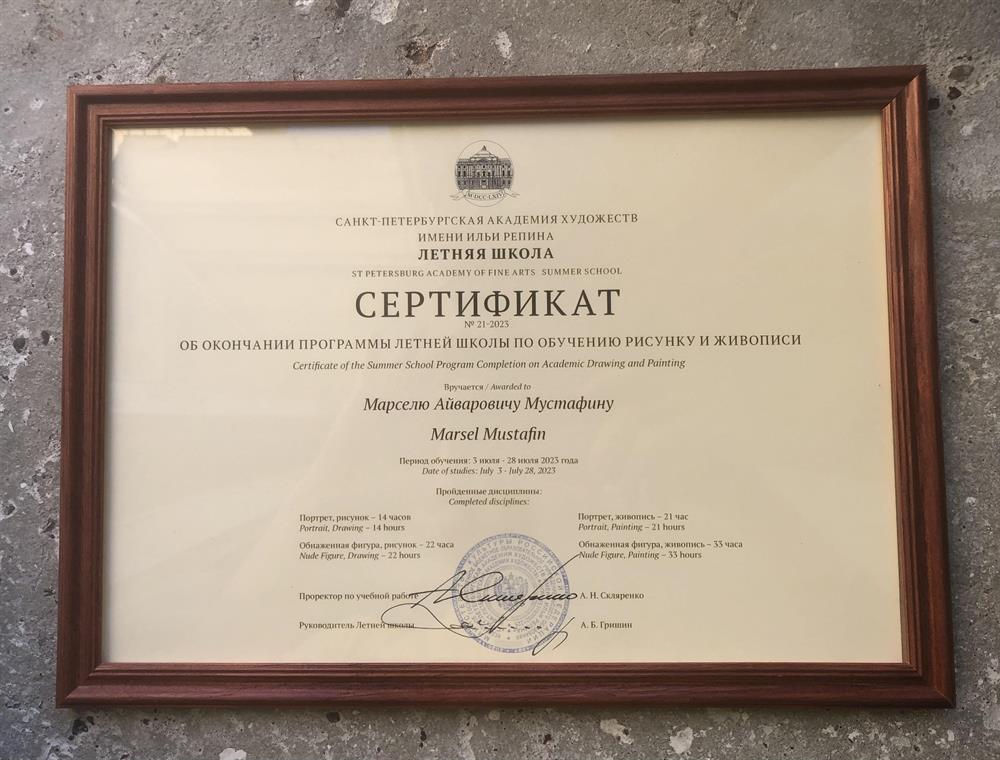 M·DCC·LXIV
САНКТ-ПЕТЕРБУРГСКАЯ АКАДЕМИЯ ХУДОЖЕСТВ
ИМЕНИ ИЛЬИ РЕПИНА
ЛЕТНЯЯ ШКОЛА
ST PETERSBURG ACADEMY OF FINE ARTS SUMMER SCHOOL
СЕРТИФИКАТ
№ 21-2023
ОБ ОКОНЧАНИИ ПРОГРАММЫ ЛЕТНЕЙ ШКОЛЫ ПО ОБУЧЕНИЮ РИСУНКУ И ЖИВОПИСИ
Certificate of the Summer School Program Completion on Academic Drawing and Painting
Вручается / Awarded to
Марселю Айваровичу Мустафину
Marsel Mustafin
Период обучения: 3 июля - 28 июля 2023 года
Date of studies: July 3 - July 28, 2023
Пройденные дисциплины:
Completed disciplines:
Портрет, рисунок – 14 часов
Portrait, Drawing – 14 hours
Портрет, живопись – 21 час
Portrait, Painting – 21 hours
Обнаженная фигура, рисунок – 22 часа
Nude Figure, Drawing – 22 hours
Обнаженная фигура, живопись – 33 часа
Nude Figure, Painting – 33 hours
Проректор по учебной работе А. Н. Скляренко
Руководитель Летней школы А. Б. Гришин